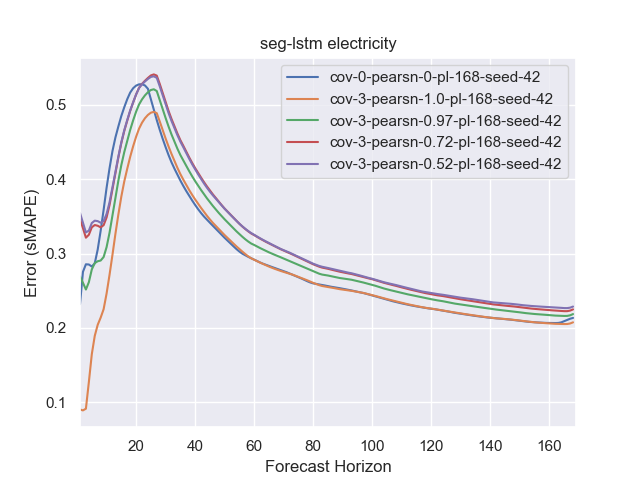 seg-lstm electricity
cov-0-pearsn-0-pl-168-seed-42
cov-3-pearsn-1.0-pl-168-seed-42
cov-3-pearsn-0.97-pl-168-seed-42
cov-3-pearsn-0.72-pl-168-seed-42
cov-3-pearsn-0.52-pl-168-seed-42
Error (sMAPE)
0.5
0.4
0.3
0.2
0.1
20 40 60 80 100 120 140 160
Forecast Horizon